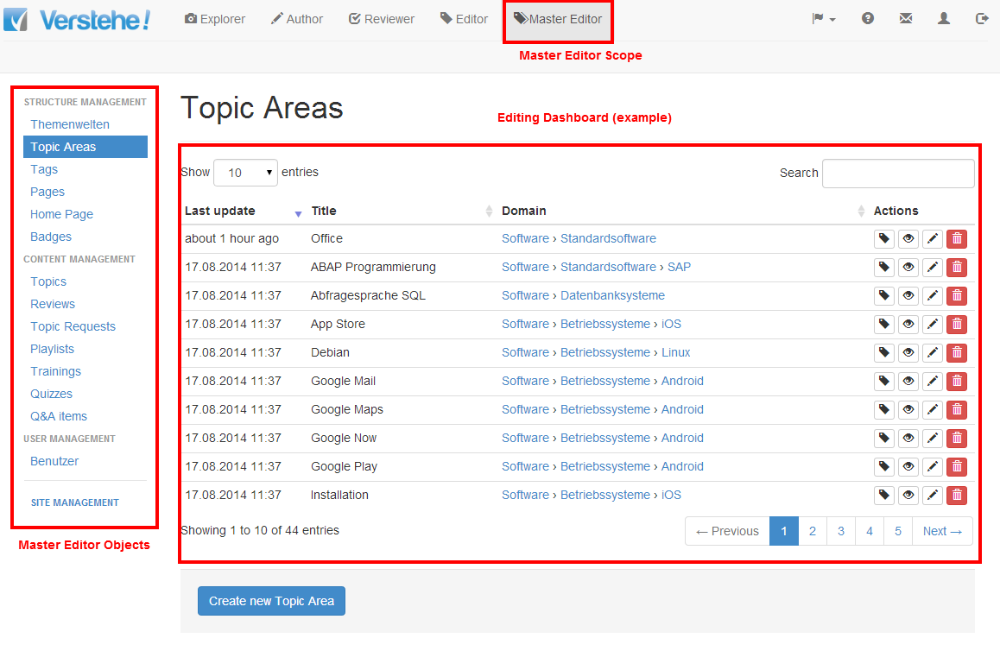 Verstehe!
Explorer Author Reviewer Editor Master Editor
Master Editor Scope
STRUCTURE MANAGEMENT
Themenwelten
Topic Areas
Tags
Pages
Home Page
Badges
CONTENT MANAGEMENT
Topics
Reviews
Topic Requests
Playlists
Trainings
Quizzes
Q&A items
USER MANAGEMENT
Benutzer
SITE MANAGEMENT
Master Editor Objects
Topic Areas
Editing Dashboard (example)
Show 10 entries Search
Last update Title Domain Actions
about 1 hour ago Office Software › Standardsoftware
17.08.2014 11:37 ABAP Programmierung Software › Standardsoftware › SAP
17.08.2014 11:37 Abfragesprache SQL Software › Datenbanksysteme
17.08.2014 11:37 App Store Software › Betriebssysteme › iOS
17.08.2014 11:37 Debian Software › Betriebssysteme › Linux
17.08.2014 11:37 Google Mail Software › Betriebssysteme › Android
17.08.2014 11:37 Google Maps Software › Betriebssysteme › Android
17.08.2014 11:37 Google Now Software › Betriebssysteme › Android
17.08.2014 11:37 Google Play Software › Betriebssysteme › Android
17.08.2014 11:37 Installation Software › Betriebssysteme › iOS
Showing 1 to 10 of 44 entries ← Previous 1 2 3 4 5 Next →
Create new Topic Area